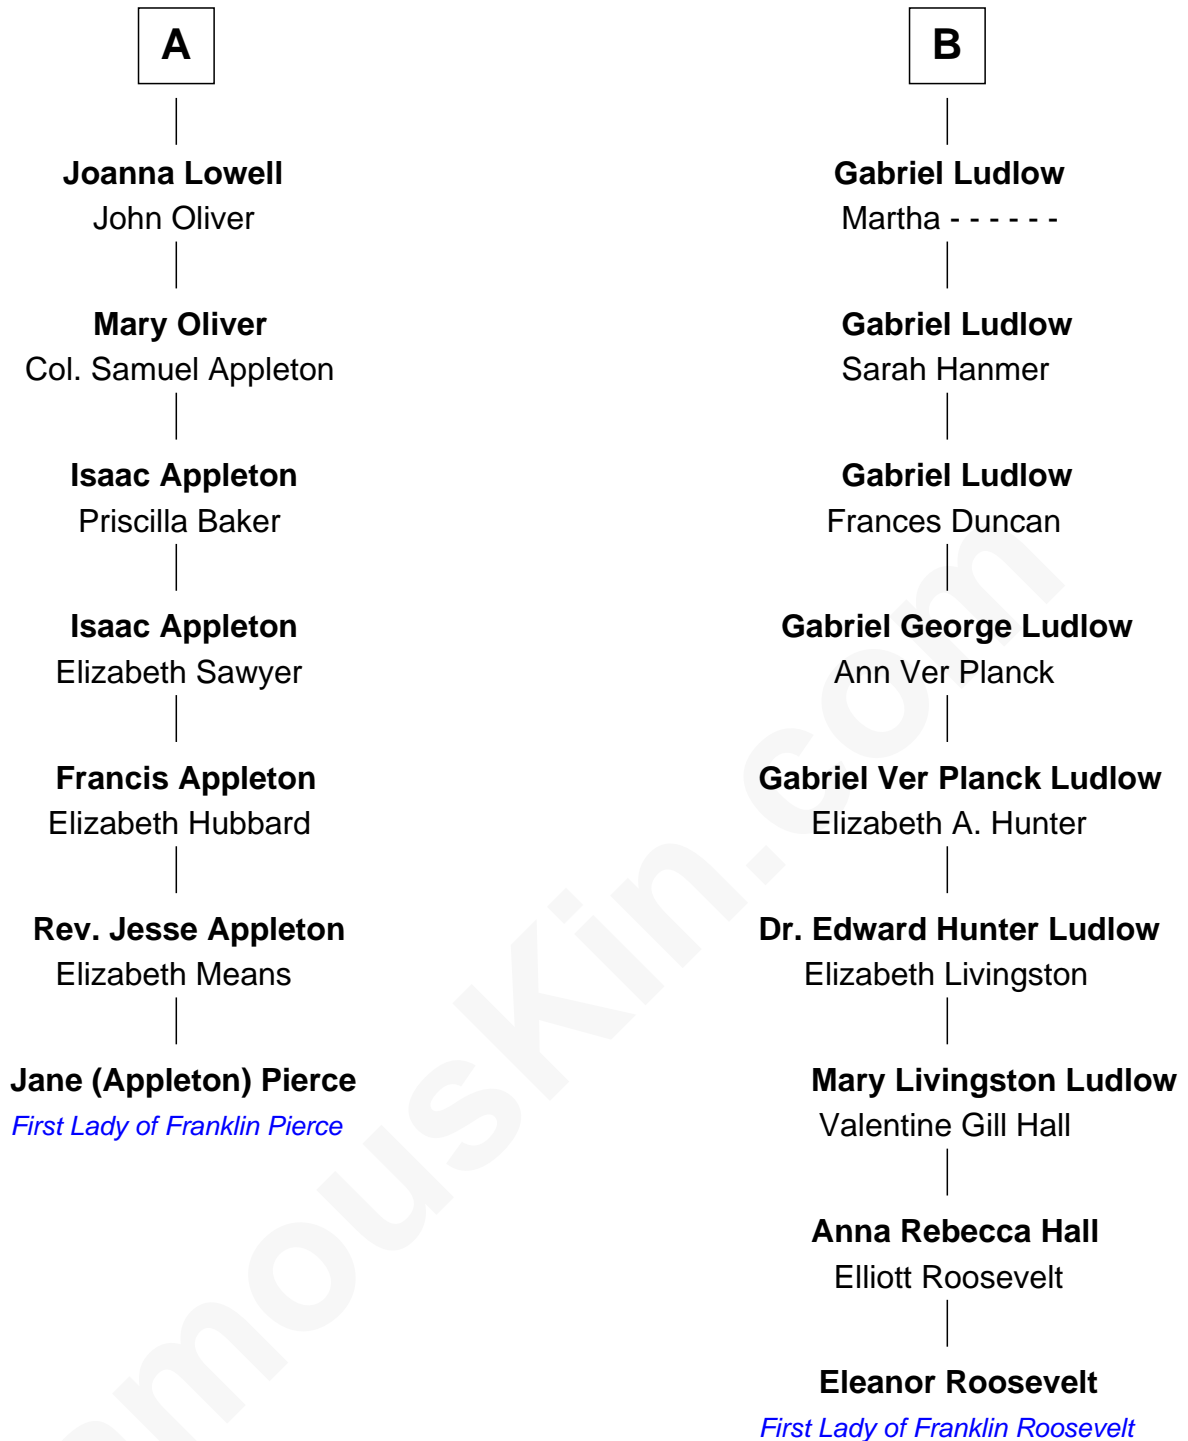 A
Joanna Lowell
John Oliver
Mary Oliver
Col. Samuel Appleton
Isaac Appleton
Priscilla Baker
Isaac Appleton
Elizabeth Sawyer
Francis Appleton
Elizabeth Hubbard
Rev. Jesse Appleton
Elizabeth Means
Jane (Appleton) Pierce
First Lady of Franklin Pierce
B
Gabriel Ludlow
Martha - - - - - -
Gabriel Ludlow
Sarah Hanmer
Gabriel Ludlow
Frances Duncan
Gabriel George Ludlow
Ann Ver Planck
Gabriel Ver Planck Ludlow
Elizabeth A. Hunter
Dr. Edward Hunter Ludlow
Elizabeth Livingston
Mary Livingston Ludlow
Valentine Gill Hall
Anna Rebecca Hall
Elliott Roosevelt
Eleanor Roosevelt
First Lady of Franklin Roosevelt
mousKin.com